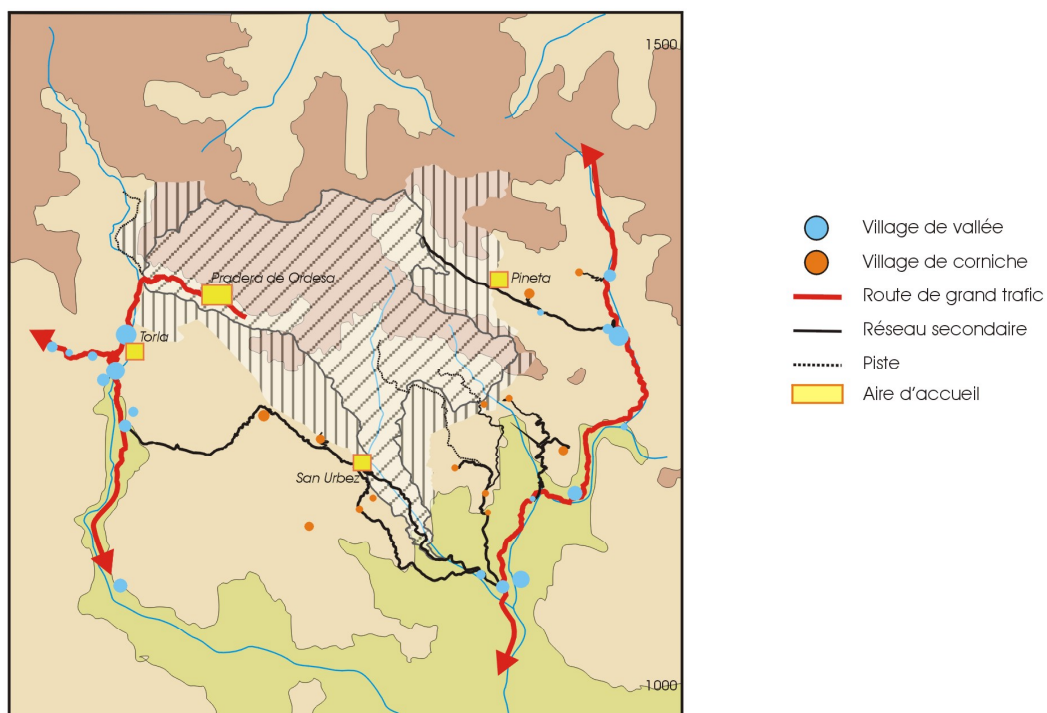 1500
Pradera de Ordesa
Pineta
Torla
San Urbez
1000
Village de vallée
Village de corniche
Route de grand trafic
Réseau secondaire
Piste
Aire d'accueil